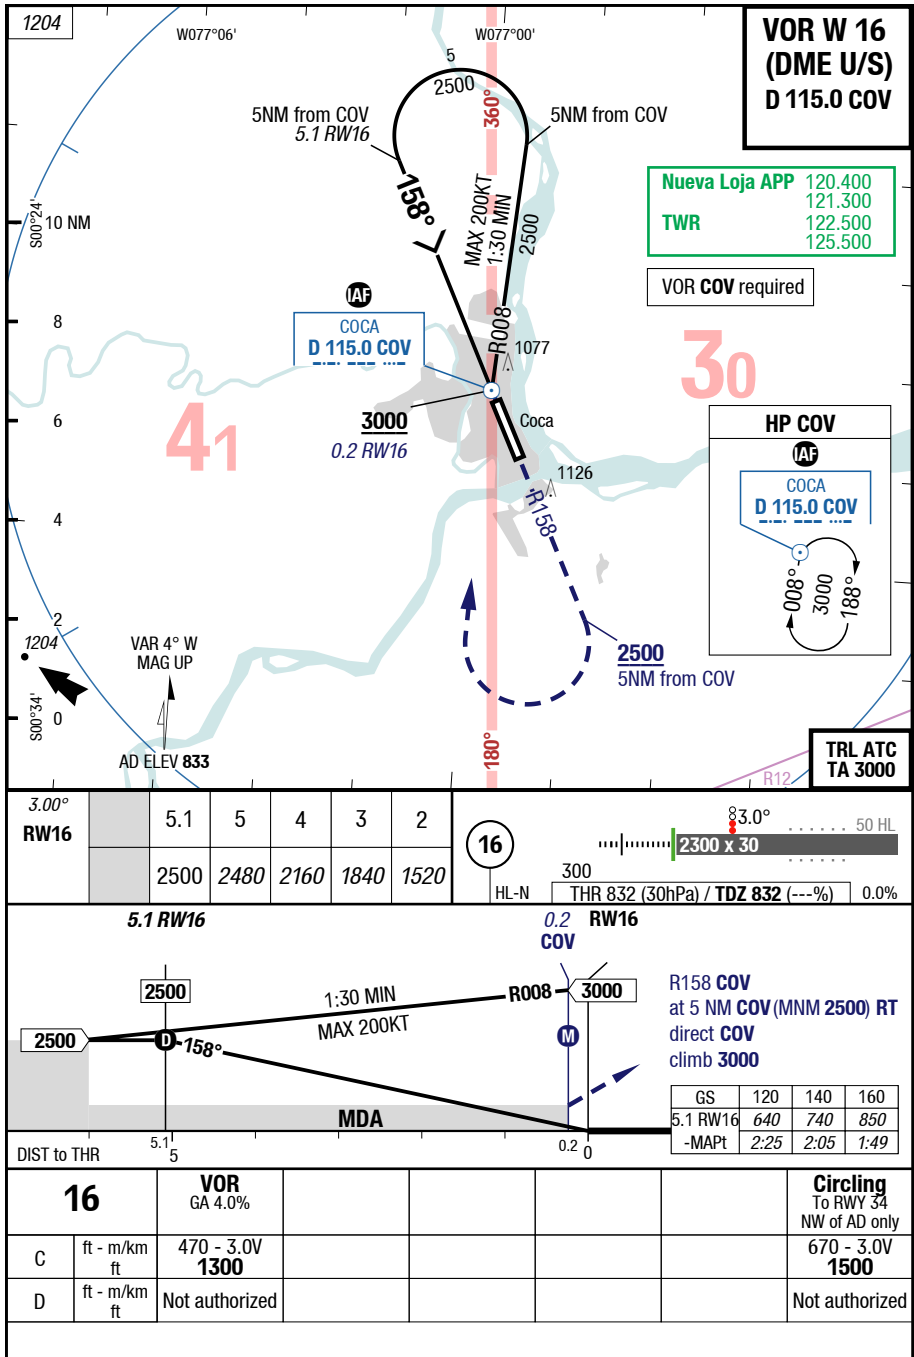 1204
W077°06'
W077°00'
VOR W 16
(DME U/S)
D 115.0 COV
5
2500
5NM from COV
5.1 RW16
360°
5NM from COV
Nueva Loja APP 120.400
121.300
TWR 122.500
125.500
158°
MAX 200KT
1:30 MIN
2500
S00°24'
10 NM
VOR COV required
IAF
COCA
D 115.0 COV
R008
8
1077
30
3000
0.2 RW16
Coca
6
41
HP COV
IAF
COCA
D 115.0 COV
1126
R158
4
008°
3000
188°
2
1204
VAR 4° W
MAG UP
2500
5NM from COV
S00°34'
0
180°
AD ELEV 833
R12
TRL ATC
TA 3000
3.00°
RW16
5.1 5 4 3 2
2500 2480 2160 1840 1520
16
HL-N
3.0°
50 HL
2300 x 30
300
THR 832 (30hPa) / TDZ 832 (---%)
0.0%
5.1 RW16
0.2
COV
RW16
2500
1:30 MIN
R008
3000
MAX 200KT
2500
D
158°
M
R158 COV
at 5 NM COV (MNM 2500) RT
direct COV
climb 3000
MDA
GS 120 140 160
5.1 RW16 640 740 850
-MAPt 2:25 2:05 1:49
DIST to THR
5.1
5
0.2
0
16
VOR
GA 4.0%
Circling
To RWY 34
NW of AD only
C
ft - m/km
ft
470 - 3.0V
1300
670 - 3.0V
1500
D
ft - m/km
ft
Not authorized
Not authorized